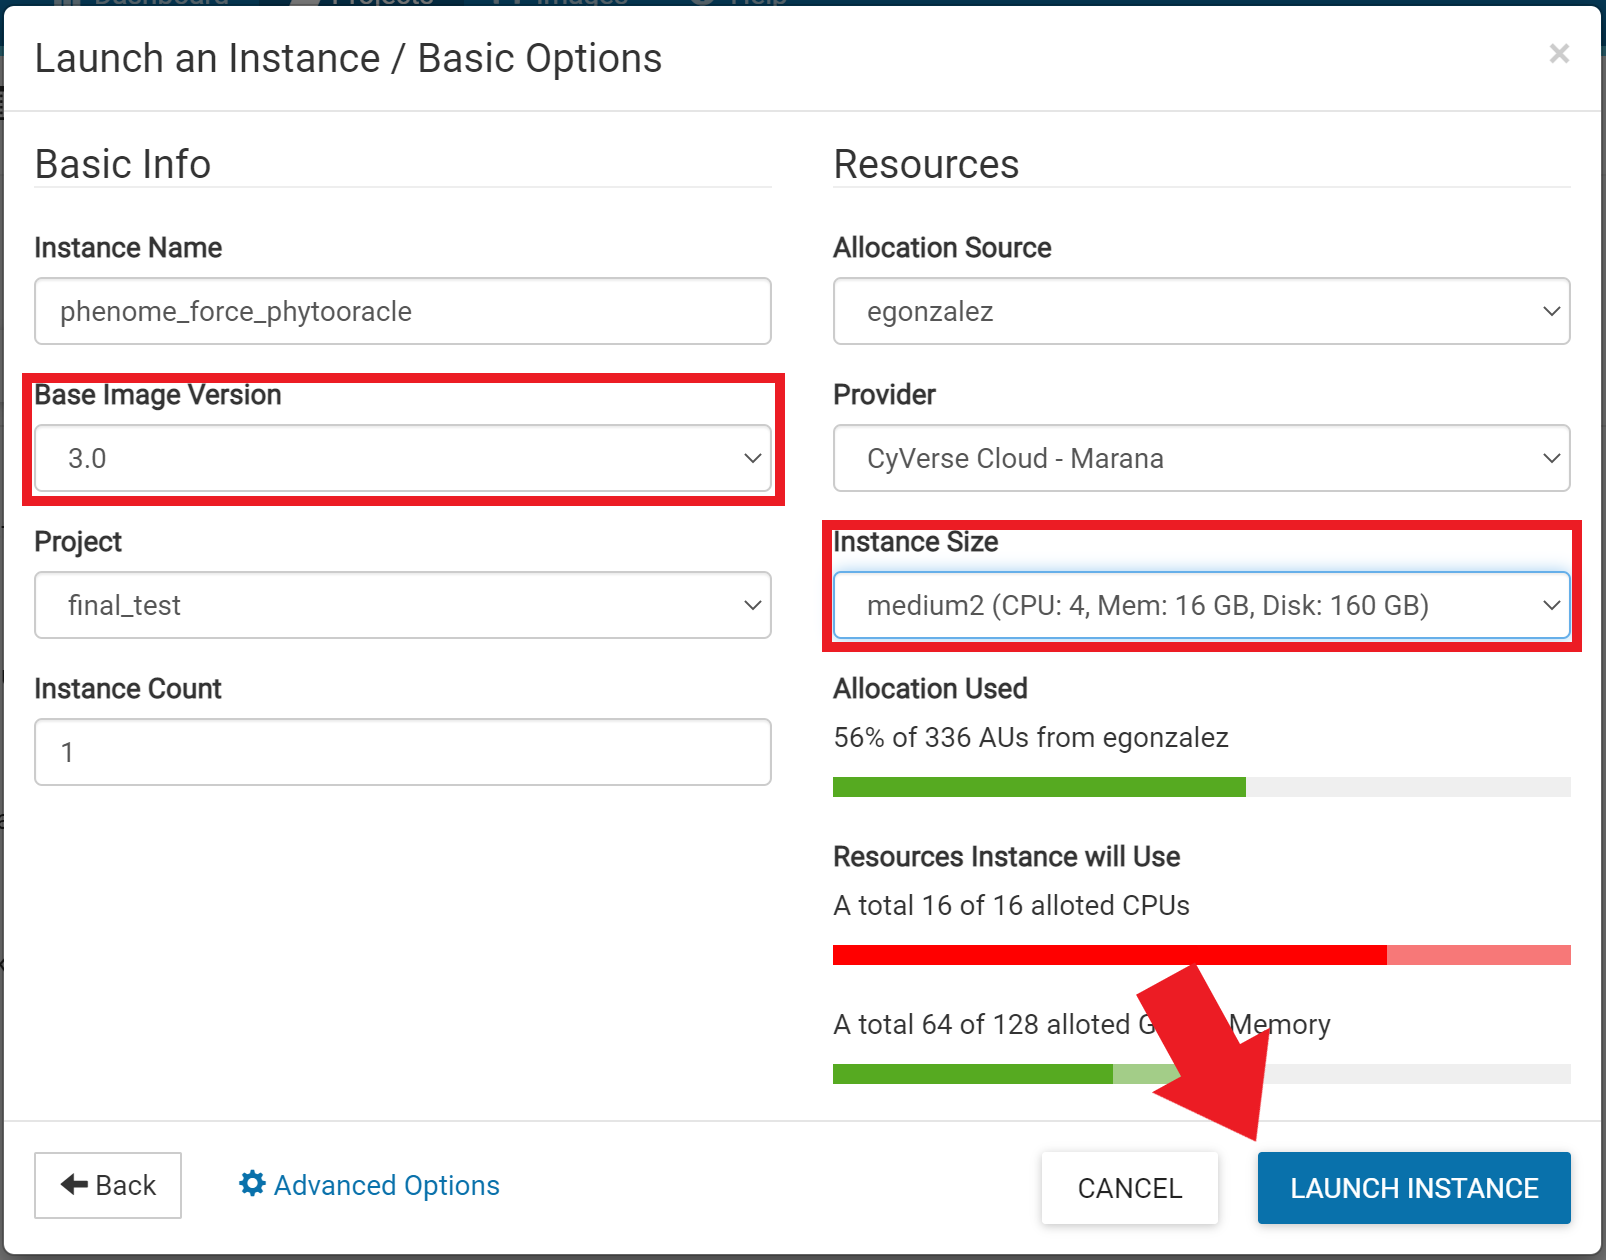 Launch an Instance / Basic Options
×
Basic Info
Instance Name
phenome_force_phytooracle
Base Image Version
3.0
Project
final_test
Instance Count
1
Resources
Allocation Source
egonzalez
Provider
CyVerse Cloud - Marana
Instance Size
medium2 (CPU: 4, Mem: 16 GB, Disk: 160 GB)
Allocation Used
56% of 336 AUs from egonzalez
Resources Instance will Use
A total 16 of 16 alloted CPUs
A total 64 of 128 alloted Memory
Back
Advanced Options
CANCEL
LAUNCH INSTANCE